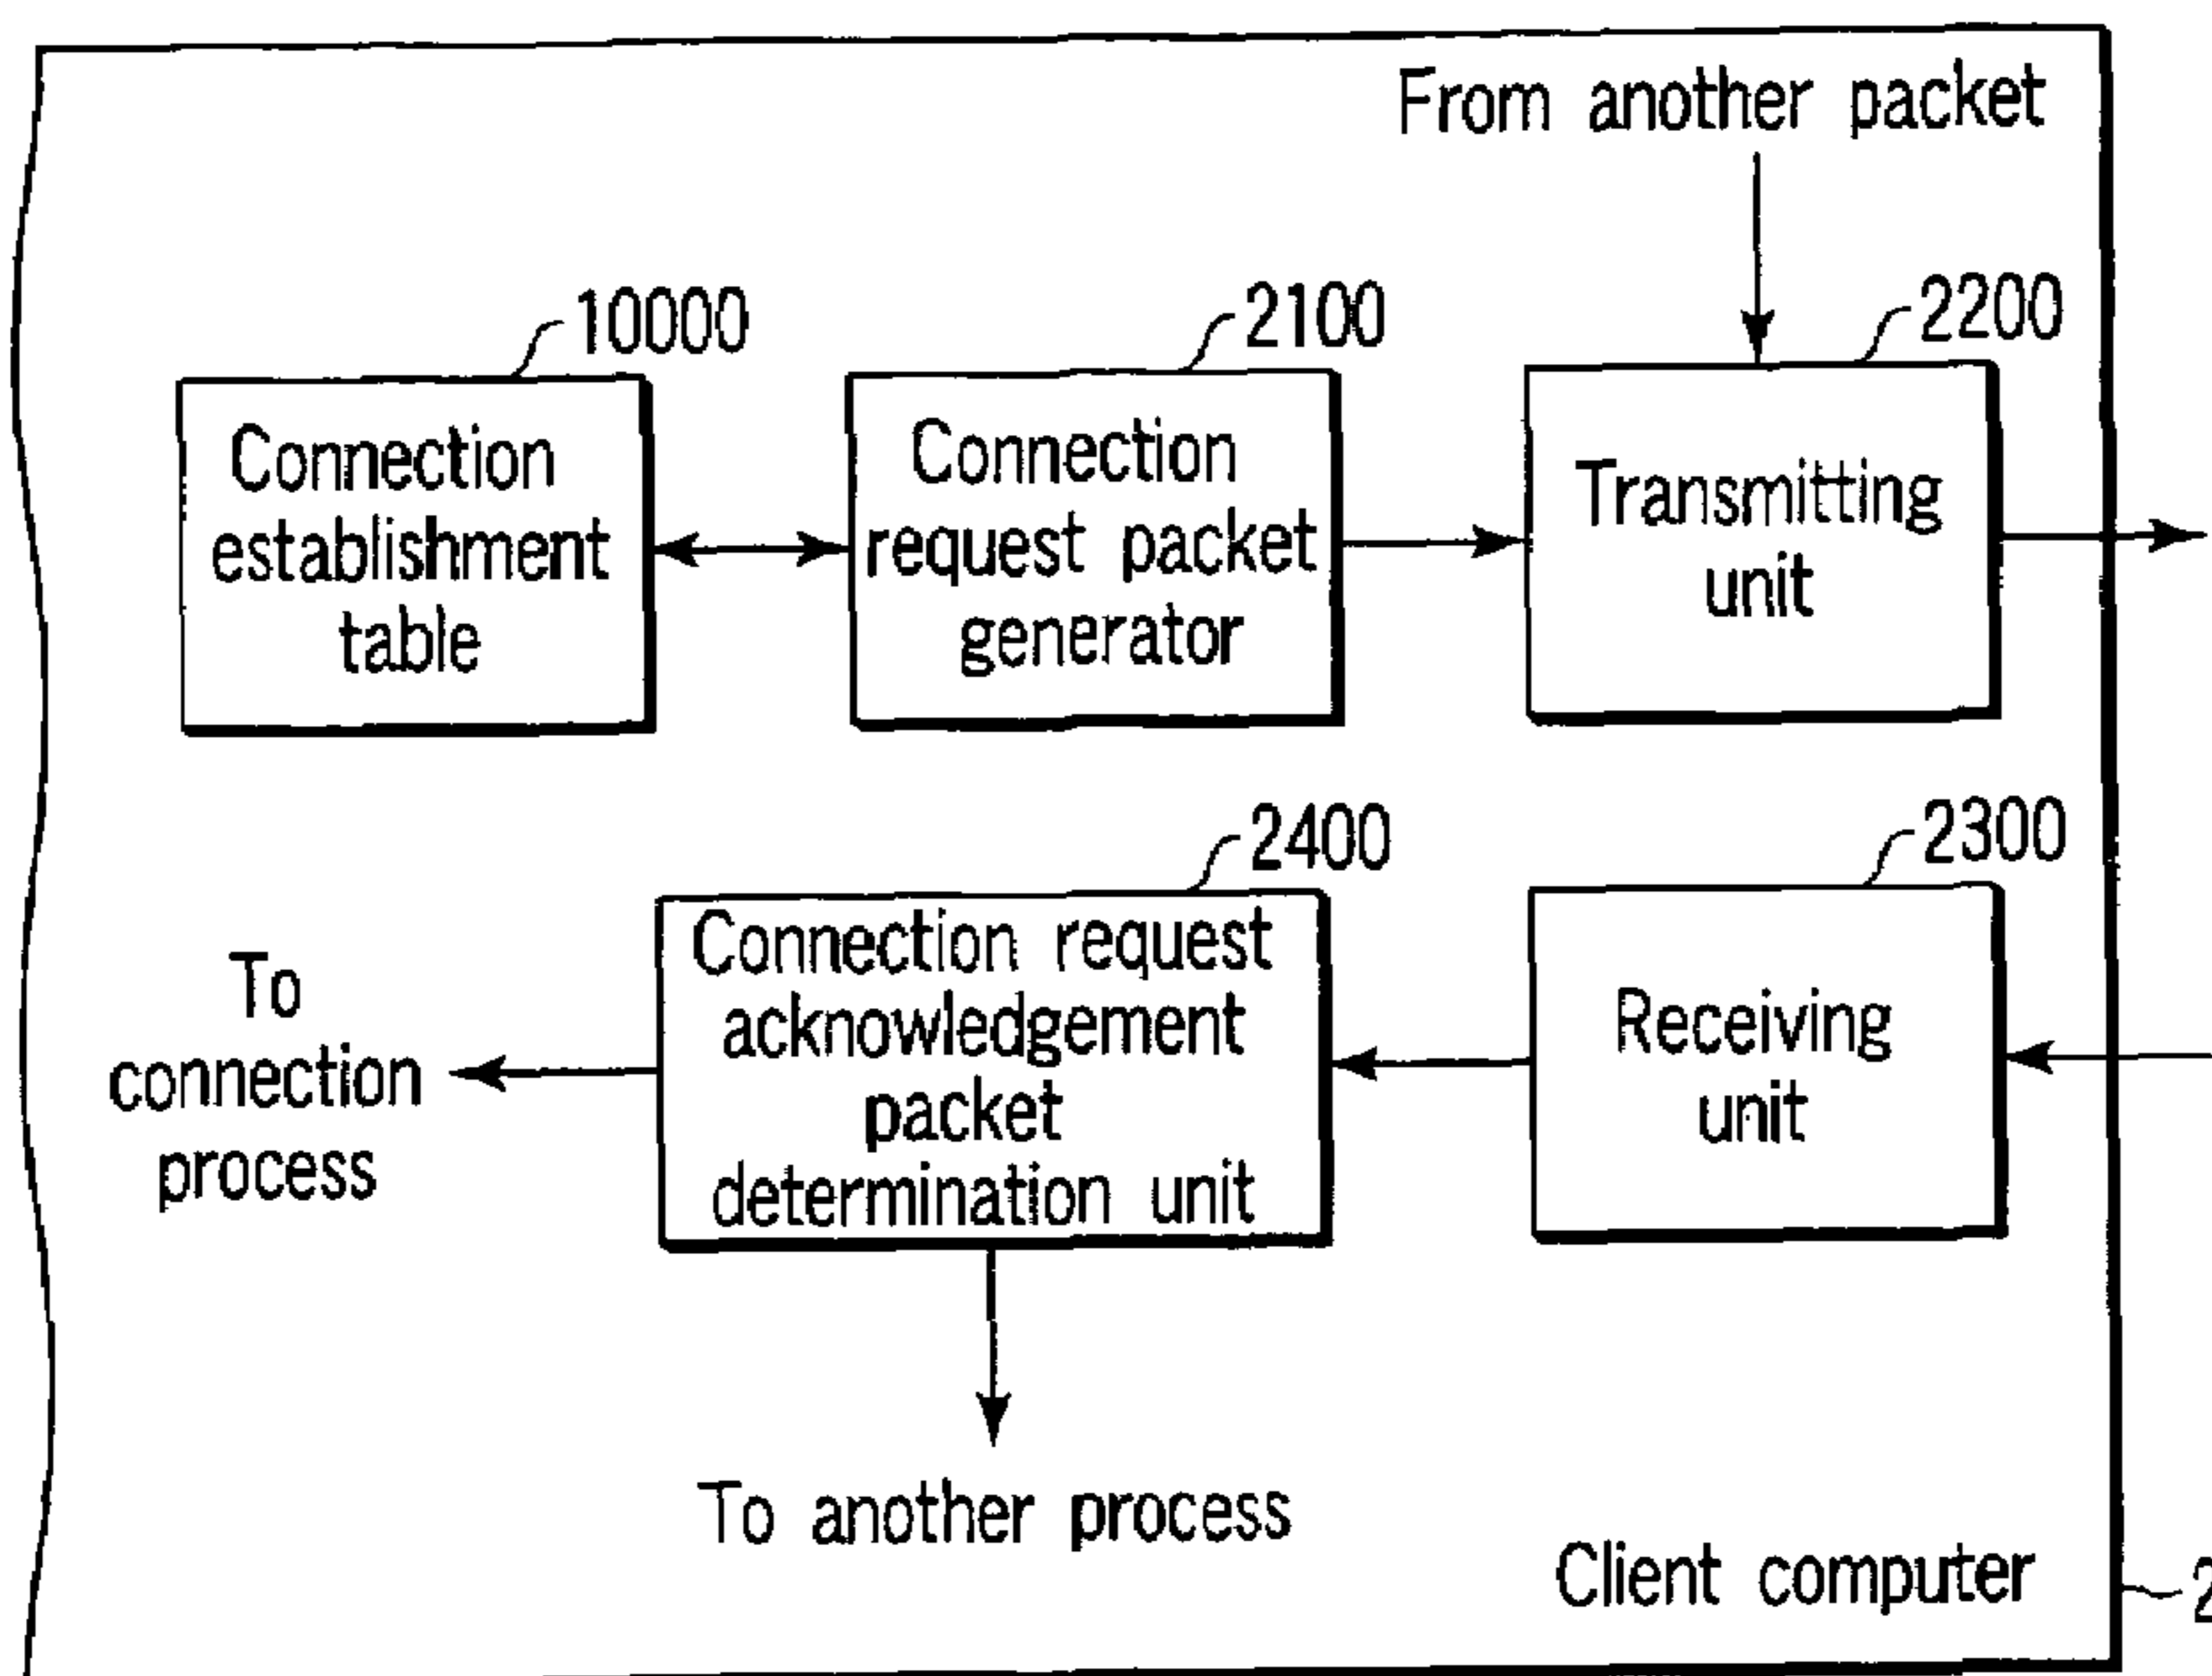 From another packet
10000
2100
2200
Connection
establishment
table
Connection
request packet
generator
Transmitting
unit
2400
2300
To
connection
process
Connection request
acknowledgement
packet
determination unit
Receiving
unit
To another process
Client computer